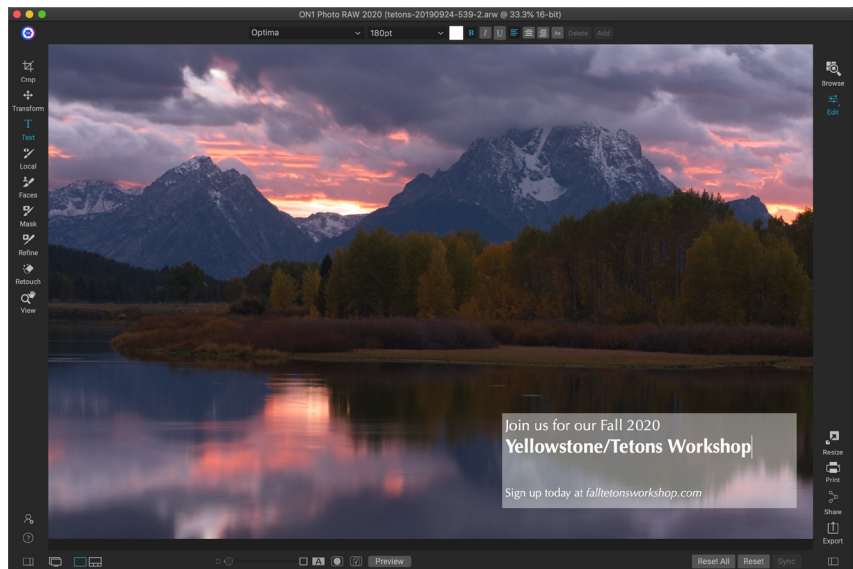 ON1 Photo RAW 2020 (tetons-20190924-539-2.arw @ 33.3% 16-bit)
Optima 180pt B I U Aa Delete Add
Crop
Transform
T
Text
Local
Faces
Mask
Refine
Retouch
View
Browse
Edit
Join us for our Fall 2020
Yellowstone/Tetons Workshop
Sign up today at falltetonsworkshop.com
Resize
Print
Share
Export
?
A
Preview
Reset All Reset Sync